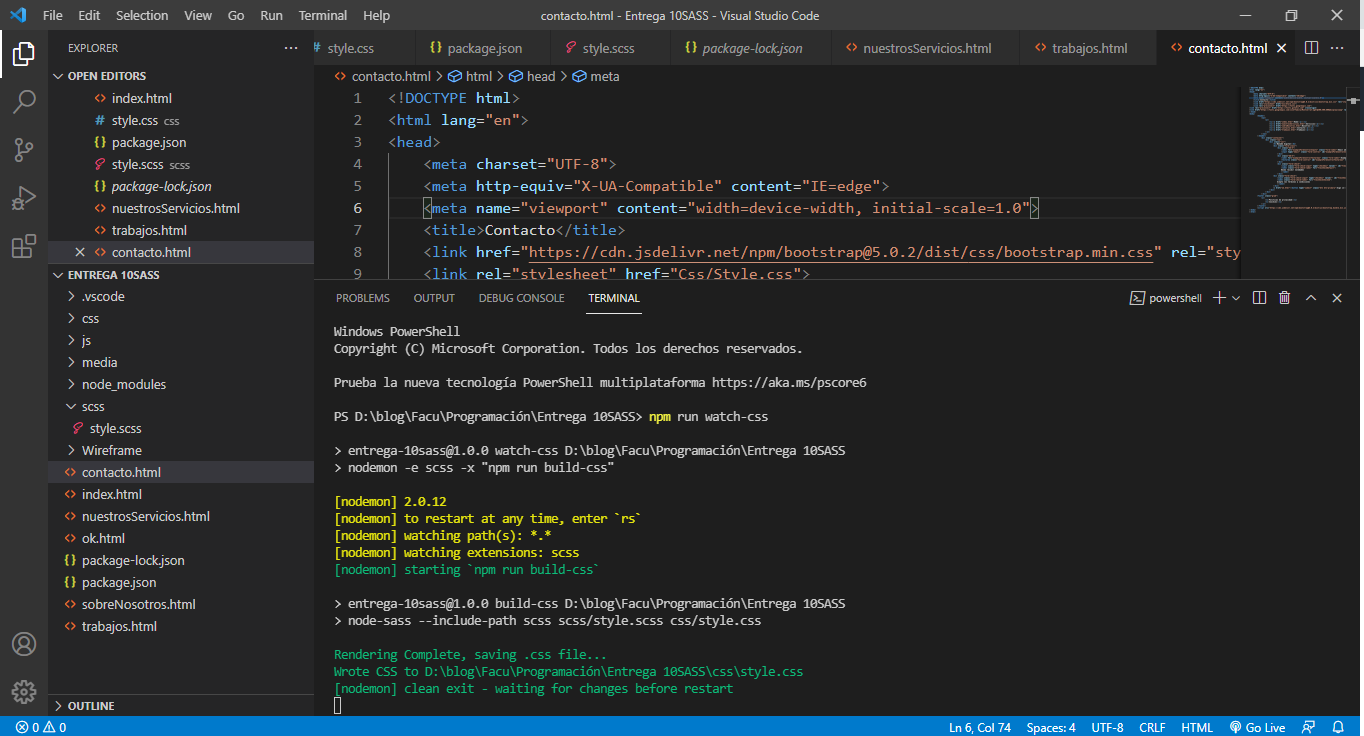 File Edit Selection View Go Run Terminal Help contacto.html - Entrega 10SASS - Visual Studio Code
EXPLORER
OPEN EDITORS
index.html
# style.css css
{} package.json
style.scss scss
{} package-lock.json
nuestrosServicios.html
trabajos.html
contacto.html
ENTREGA 10SASS
.vscode
css
js
media
node_modules
scss
style.scss
Wireframe
contacto.html
index.html
nuestrosServicios.html
ok.html
{} package-lock.json
{} package.json
sobreNosotros.html
trabajos.html
OUTLINE
# style.css {} package.json style.scss {} package-lock.json nuestrosServicios.html trabajos.html contacto.html
contacto.html > html > head > meta
1 <!DOCTYPE html>
2 <html lang="en">
3 <head>
4 <meta charset="UTF-8">
5 <meta http-equiv="X-UA-Compatible" content="IE=edge">
6 <meta name="viewport" content="width=device-width, initial-scale=1.0">
7 <title>Contacto</title>
8 <link href="https://cdn.jsdelivr.net/npm/bootstrap@5.0.2/dist/css/bootstrap.min.css" rel="sty
9 <link rel="stylesheet" href="Css/Style.css">
PROBLEMS OUTPUT DEBUG CONSOLE TERMINAL powershell
Windows PowerShell
Copyright (C) Microsoft Corporation. Todos los derechos reservados.
Prueba la nueva tecnología PowerShell multiplataforma https://aka.ms/pscore6
PS D:\blog\Facu\Programación\Entrega 10SASS> npm run watch-css
> entrega-10sass@1.0.0 watch-css D:\blog\Facu\Programación\Entrega 10SASS
> nodemon -e scss -x "npm run build-css"
[nodemon] 2.0.12
[nodemon] to restart at any time, enter `rs`
[nodemon] watching path(s): *.*
[nodemon] watching extensions: scss
[nodemon] starting `npm run build-css`
> entrega-10sass@1.0.0 build-css D:\blog\Facu\Programación\Entrega 10SASS
> node-sass --include-path scss scss/style.scss css/style.css
Rendering Complete, saving .css file...
Wrote CSS to D:\blog\Facu\Programación\Entrega 10SASS\css\style.css
[nodemon] clean exit - waiting for changes before restart
0 0 Ln 6, Col 74 Spaces: 4 UTF-8 CRLF HTML Go Live